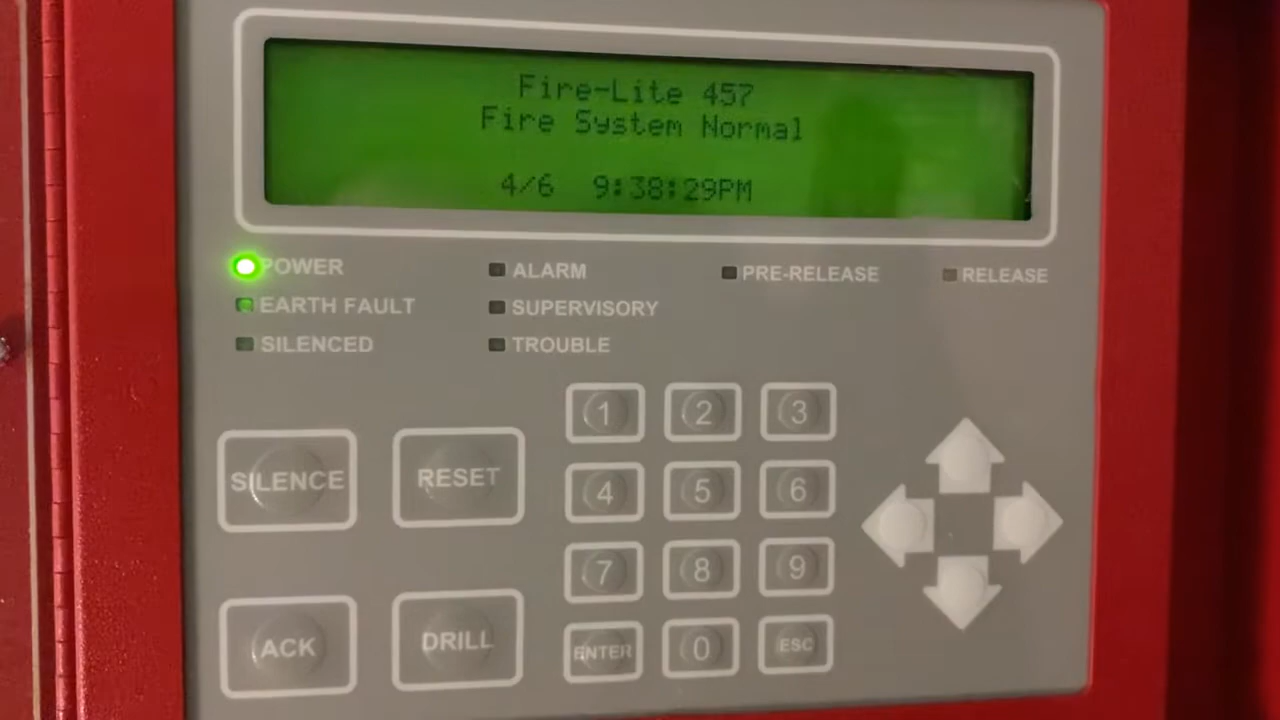 Fire-Lite 457
Fire System Normal
4/6 9:38:29PM
POWER ALARM PRE-RELEASE RELEASE
EARTH FAULT SUPERVISORY
SILENCED TROUBLE
1 2 3
SILENCE RESET
4 5 6
7 8 9
ACK DRILL
ENTER 0 ESC